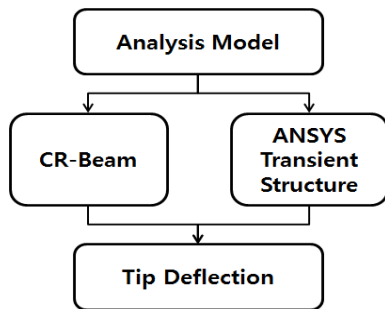 Analysis Model
CR-Beam
ANSYS
Transient
Structure
Tip Deflection